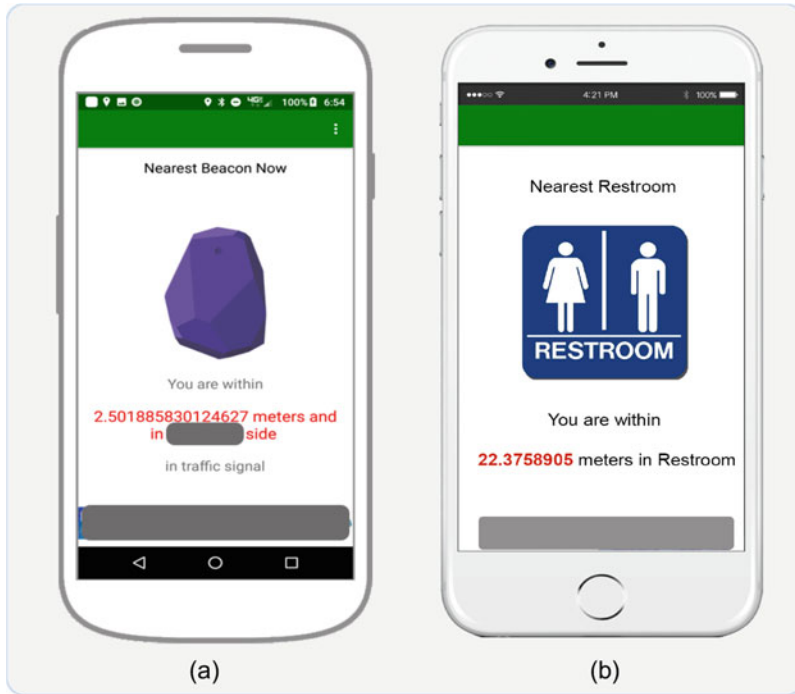 4G 100% 6:54
Nearest Beacon Now
You are within
2.501885830124627 meters and
in side
in traffic signal
(a)
4:21 PM 100%
Nearest Restroom
RESTROOM
You are within
22.3758905 meters in Restroom
(b)